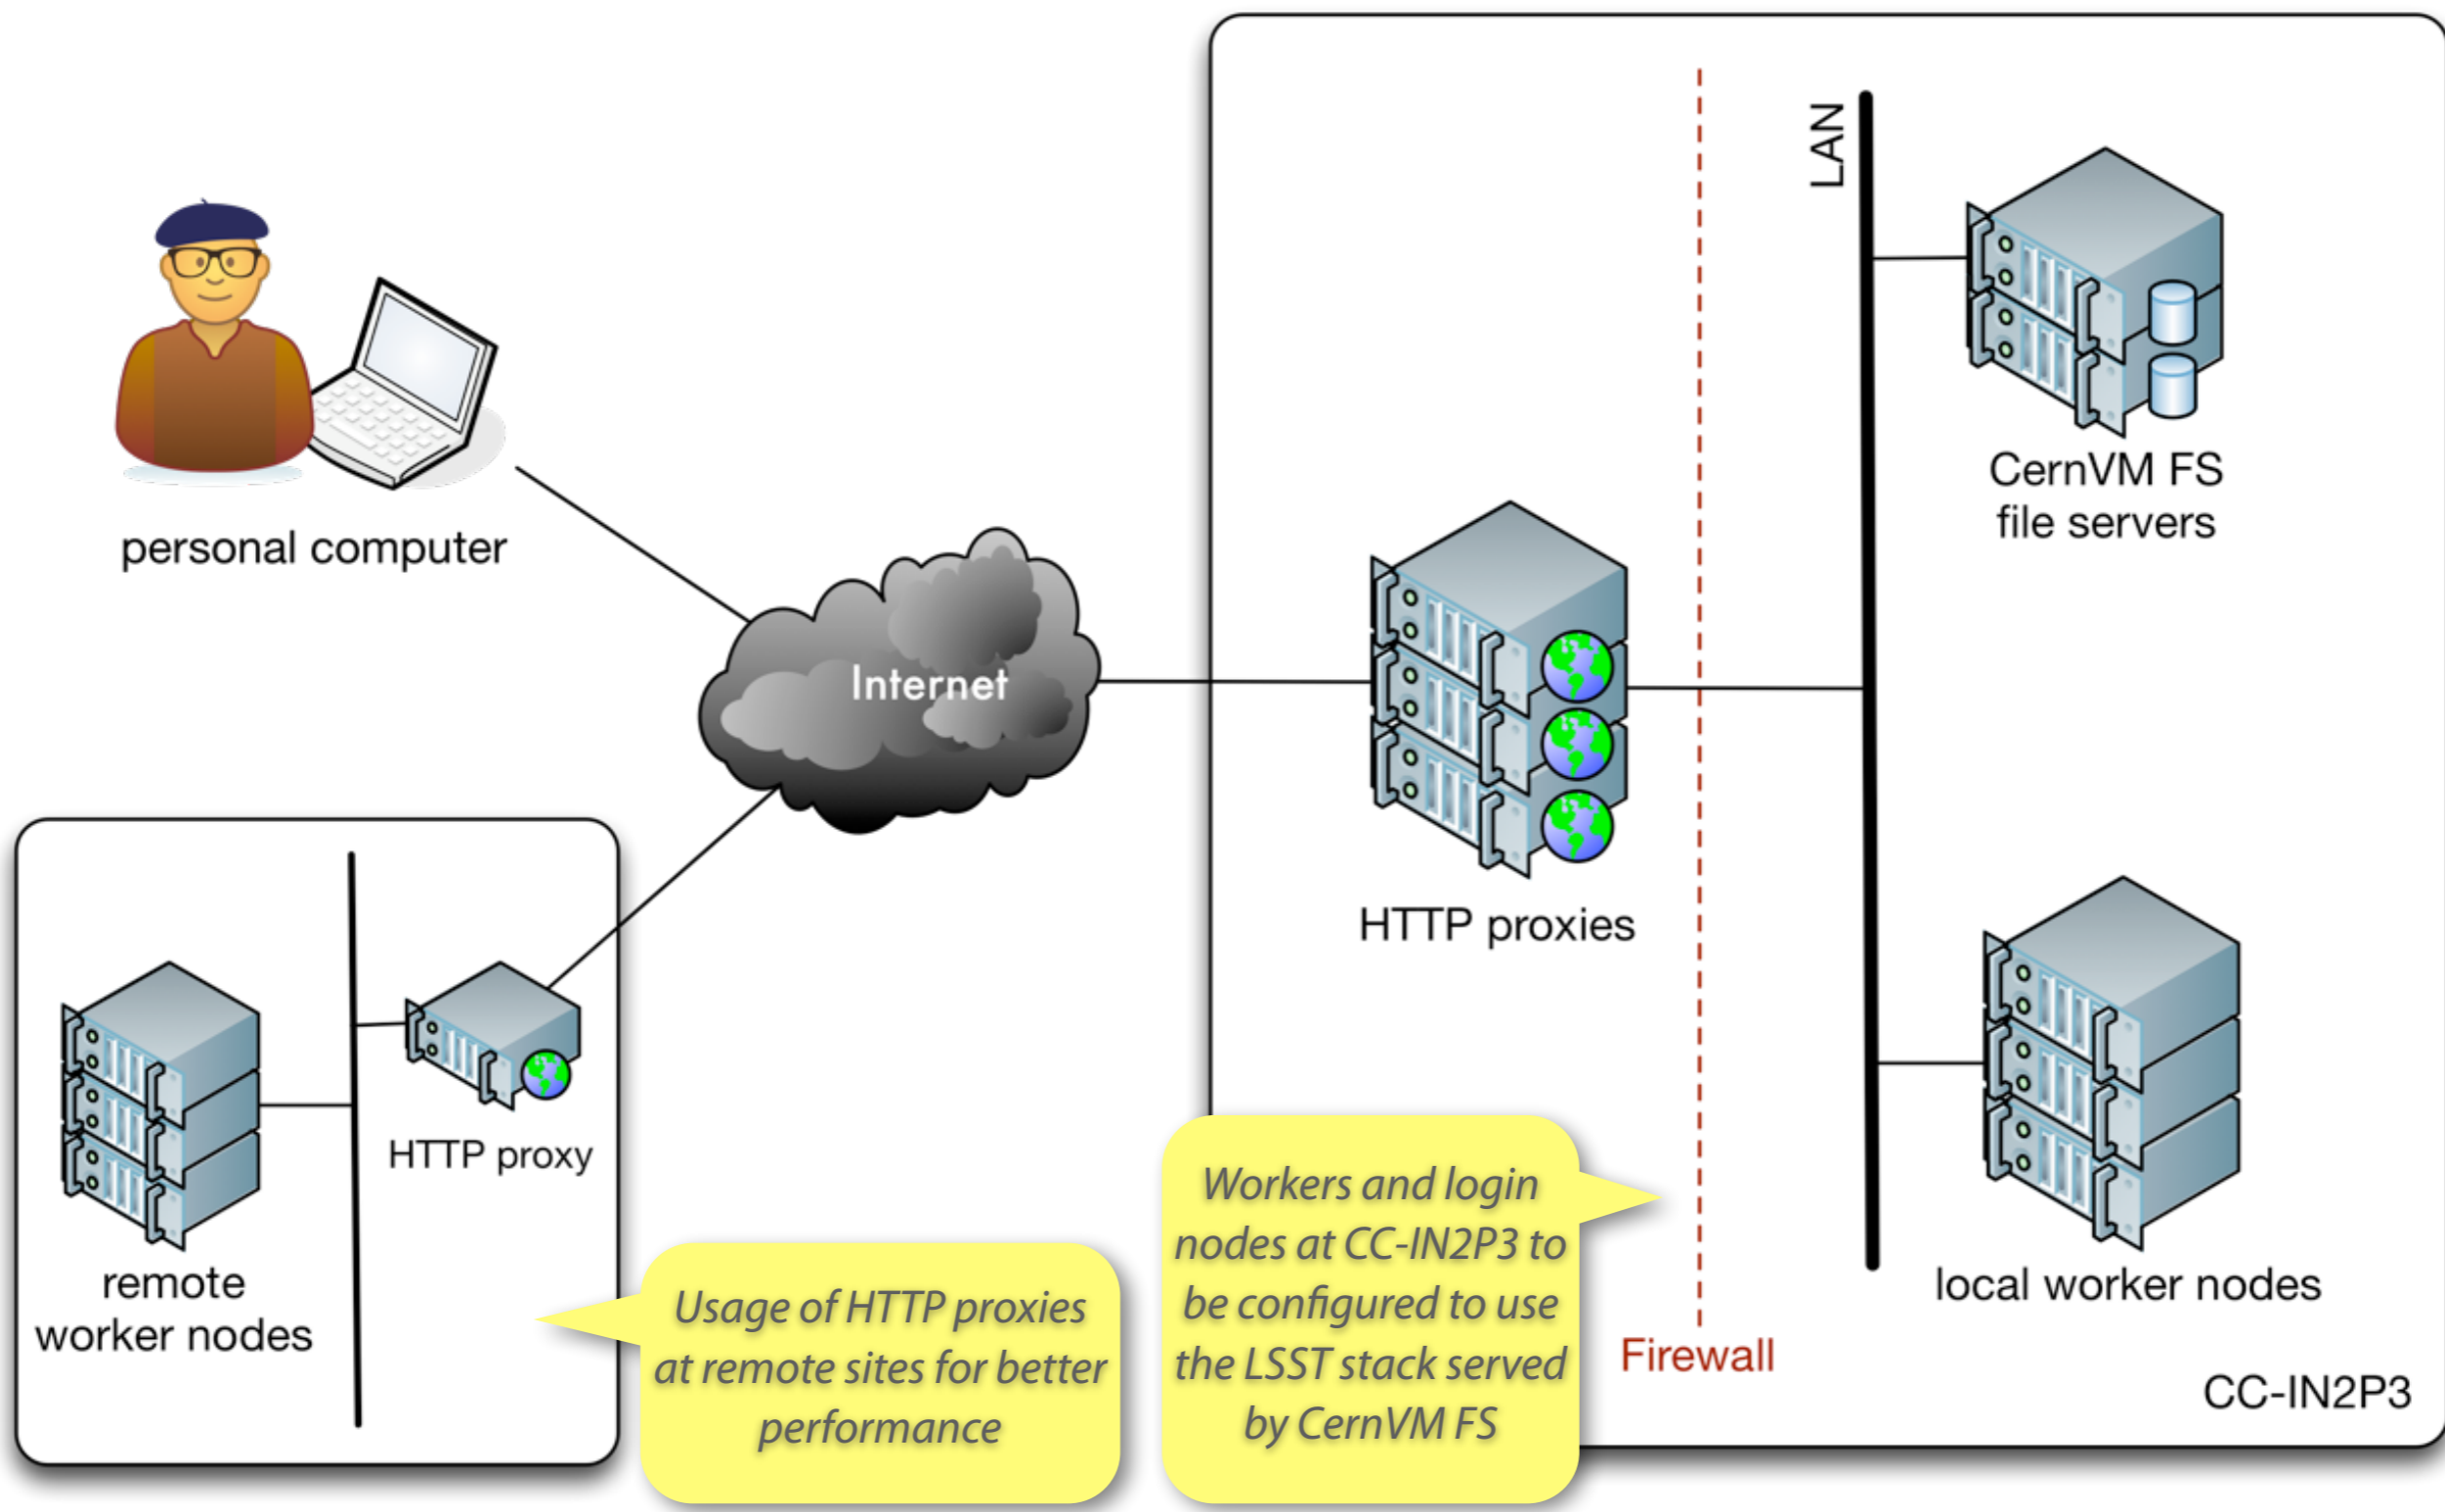 LAN
CernVM FS
file servers
personal computer
Internet
HTTP proxies
HTTP proxy
remote
worker nodes
Usage of HTTP proxies
at remote sites for better
performance
Workers and login
nodes at CC-IN2P3 to
be configured to use
the LSST stack served
by CernVM FS
local worker nodes
Firewall
CC-IN2P3